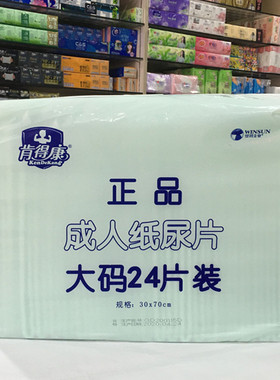 肯得康
KenDeKang
WINSUN
正品
成人纸尿片
大码24片装
规格：30x70cm